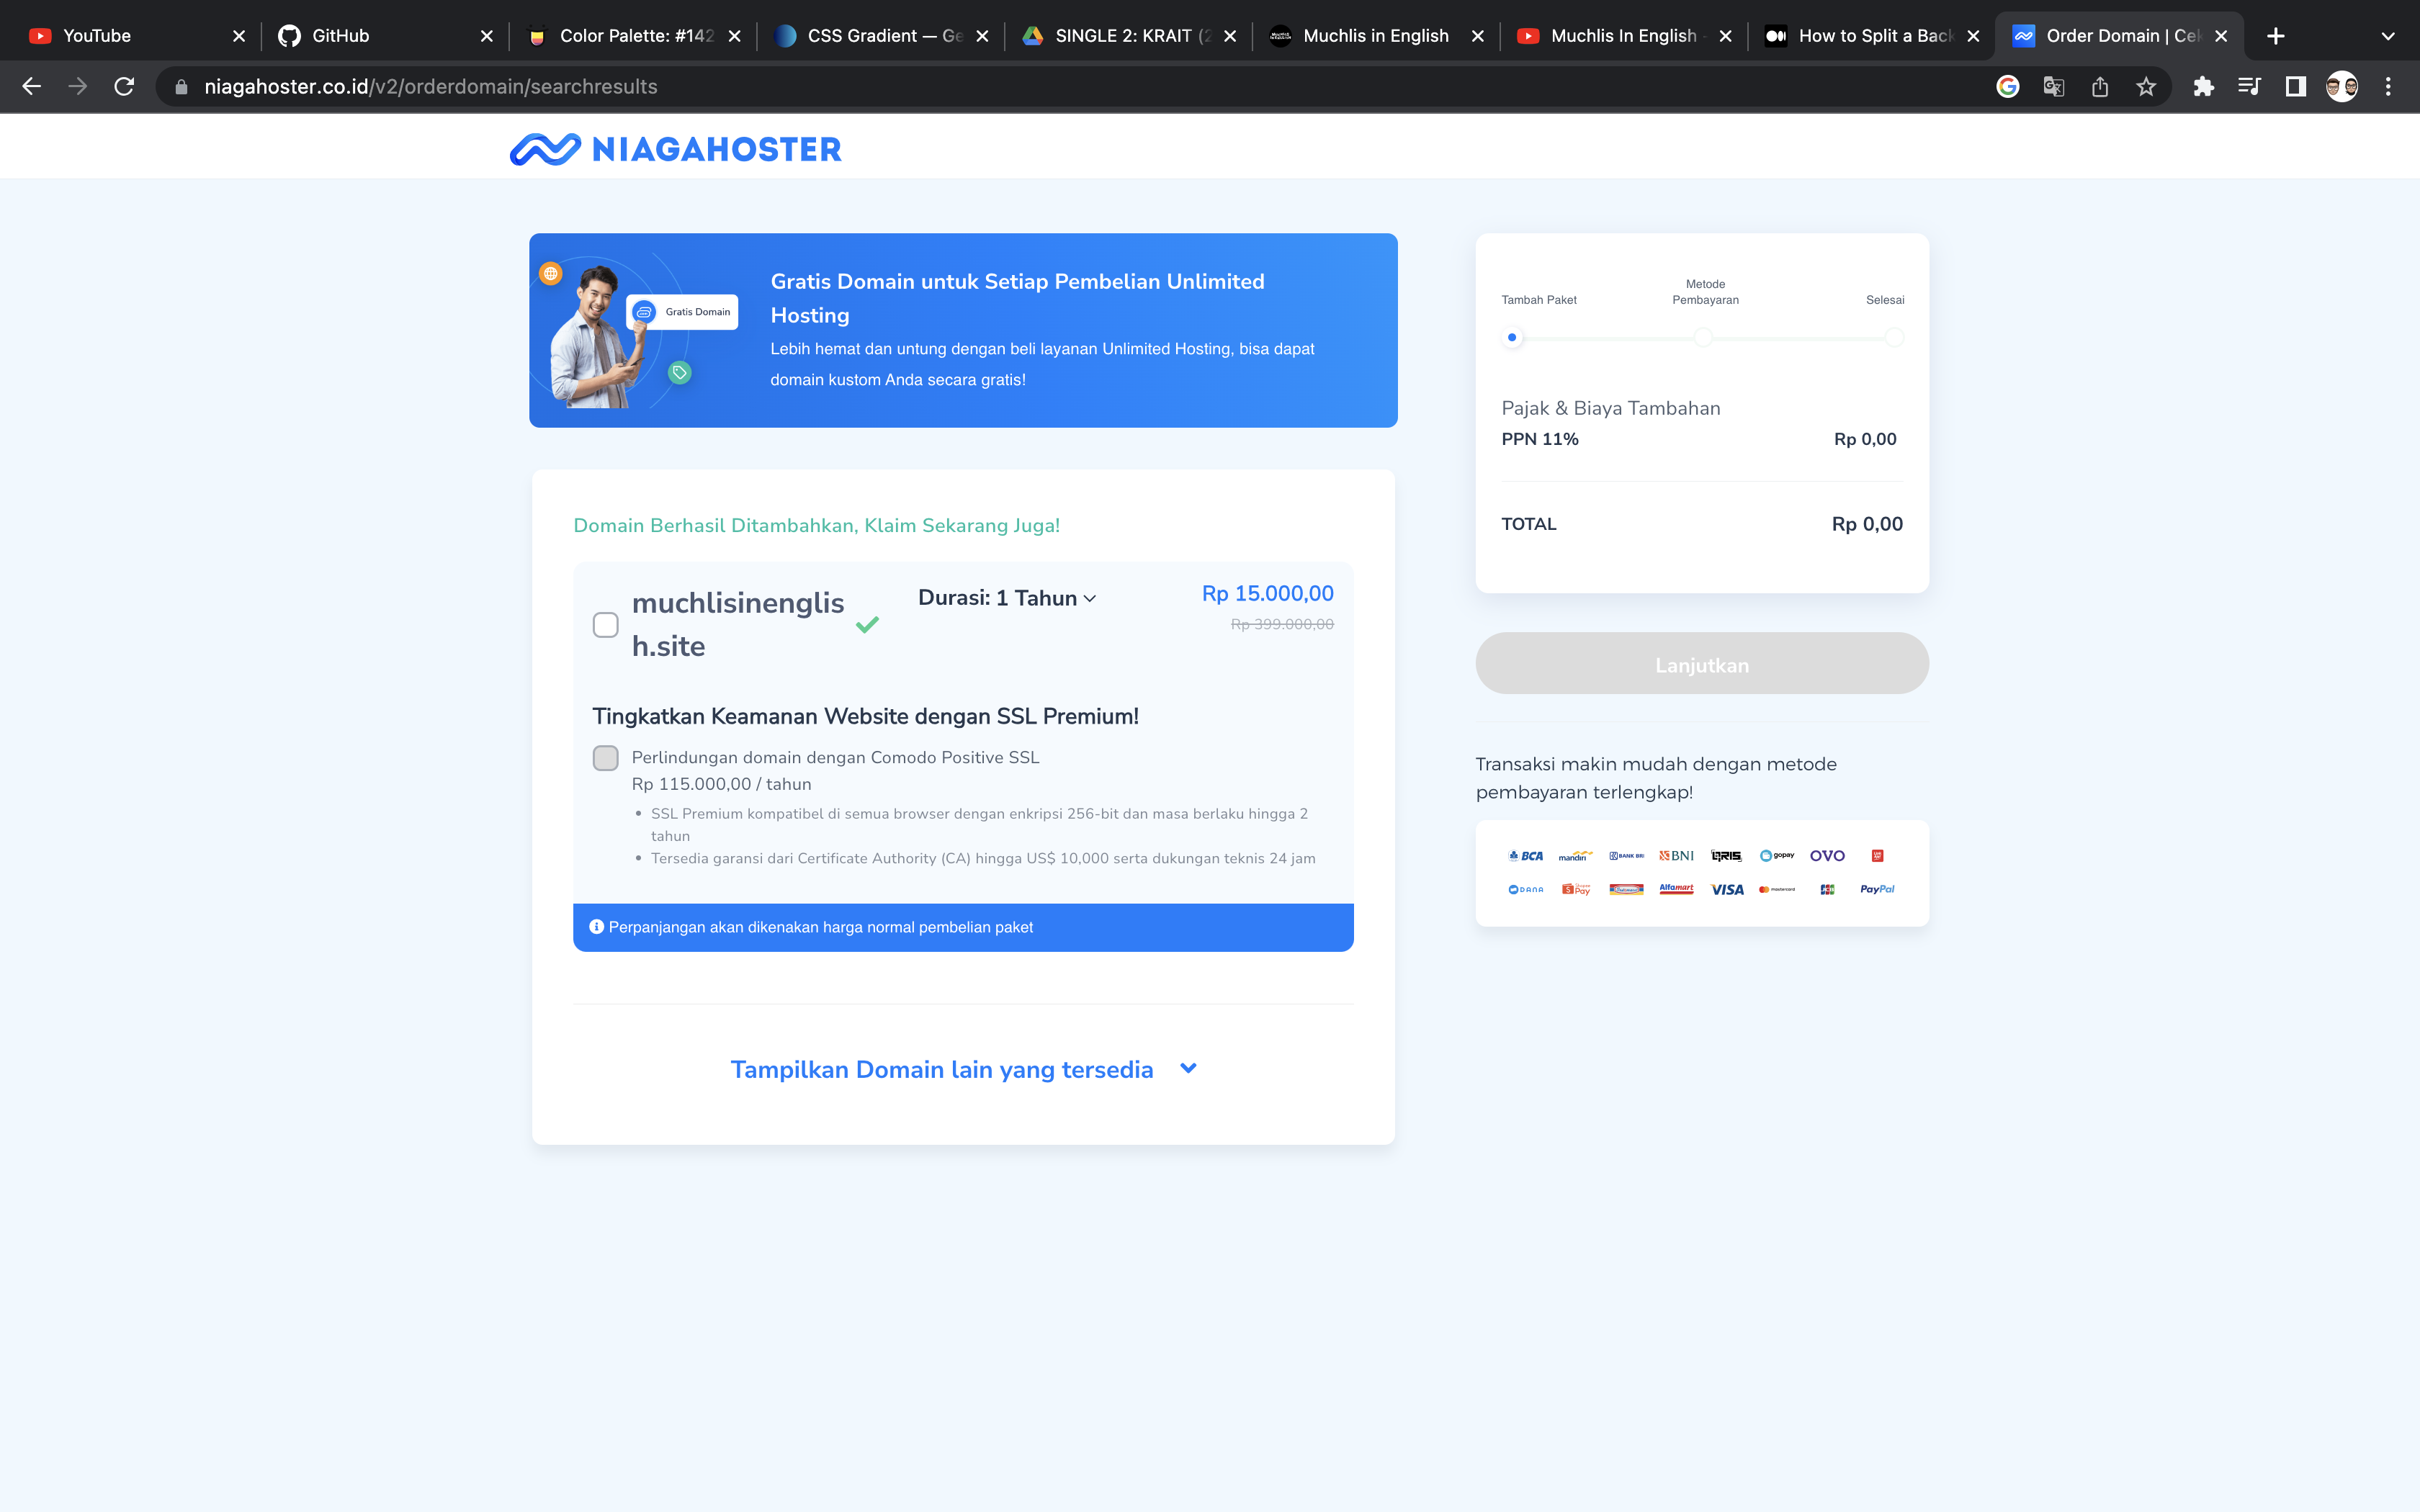 YouTube
GitHub
Color Palette: #142
CSS Gradient — Ge
SINGLE 2: KRAIT (2
Muchlis in English
Muchlis In English -
How to Split a Back
Order Domain | Cek
niagahoster.co.id/v2/orderdomain/searchresults
NIAGAHOSTER
Gratis Domain
Gratis Domain untuk Setiap Pembelian Unlimited
Hosting
Lebih hemat dan untung dengan beli layanan Unlimited Hosting, bisa dapat
domain kustom Anda secara gratis!
Domain Berhasil Ditambahkan, Klaim Sekarang Juga!
muchlisinenglis
h.site
Durasi: 1 Tahun
Rp 15.000,00
Rp 399.000,00
Tingkatkan Keamanan Website dengan SSL Premium!
Perlindungan domain dengan Comodo Positive SSL
Rp 115.000,00 / tahun
• SSL Premium kompatibel di semua browser dengan enkripsi 256-bit dan masa berlaku hingga 2
tahun
• Tersedia garansi dari Certificate Authority (CA) hingga US$ 10,000 serta dukungan teknis 24 jam
Perpanjangan akan dikenakan harga normal pembelian paket
Tampilkan Domain lain yang tersedia
Tambah Paket
Metode
Pembayaran
Selesai
Pajak & Biaya Tambahan
PPN 11% Rp 0,00
TOTAL Rp 0,00
Lanjutkan
Transaksi makin mudah dengan metode
pembayaran terlengkap!
BCA mandiri BANK BRI BNI QRIS gopay OVO
DANA Pay Indomaret Alfamart VISA mastercard JCB PayPal